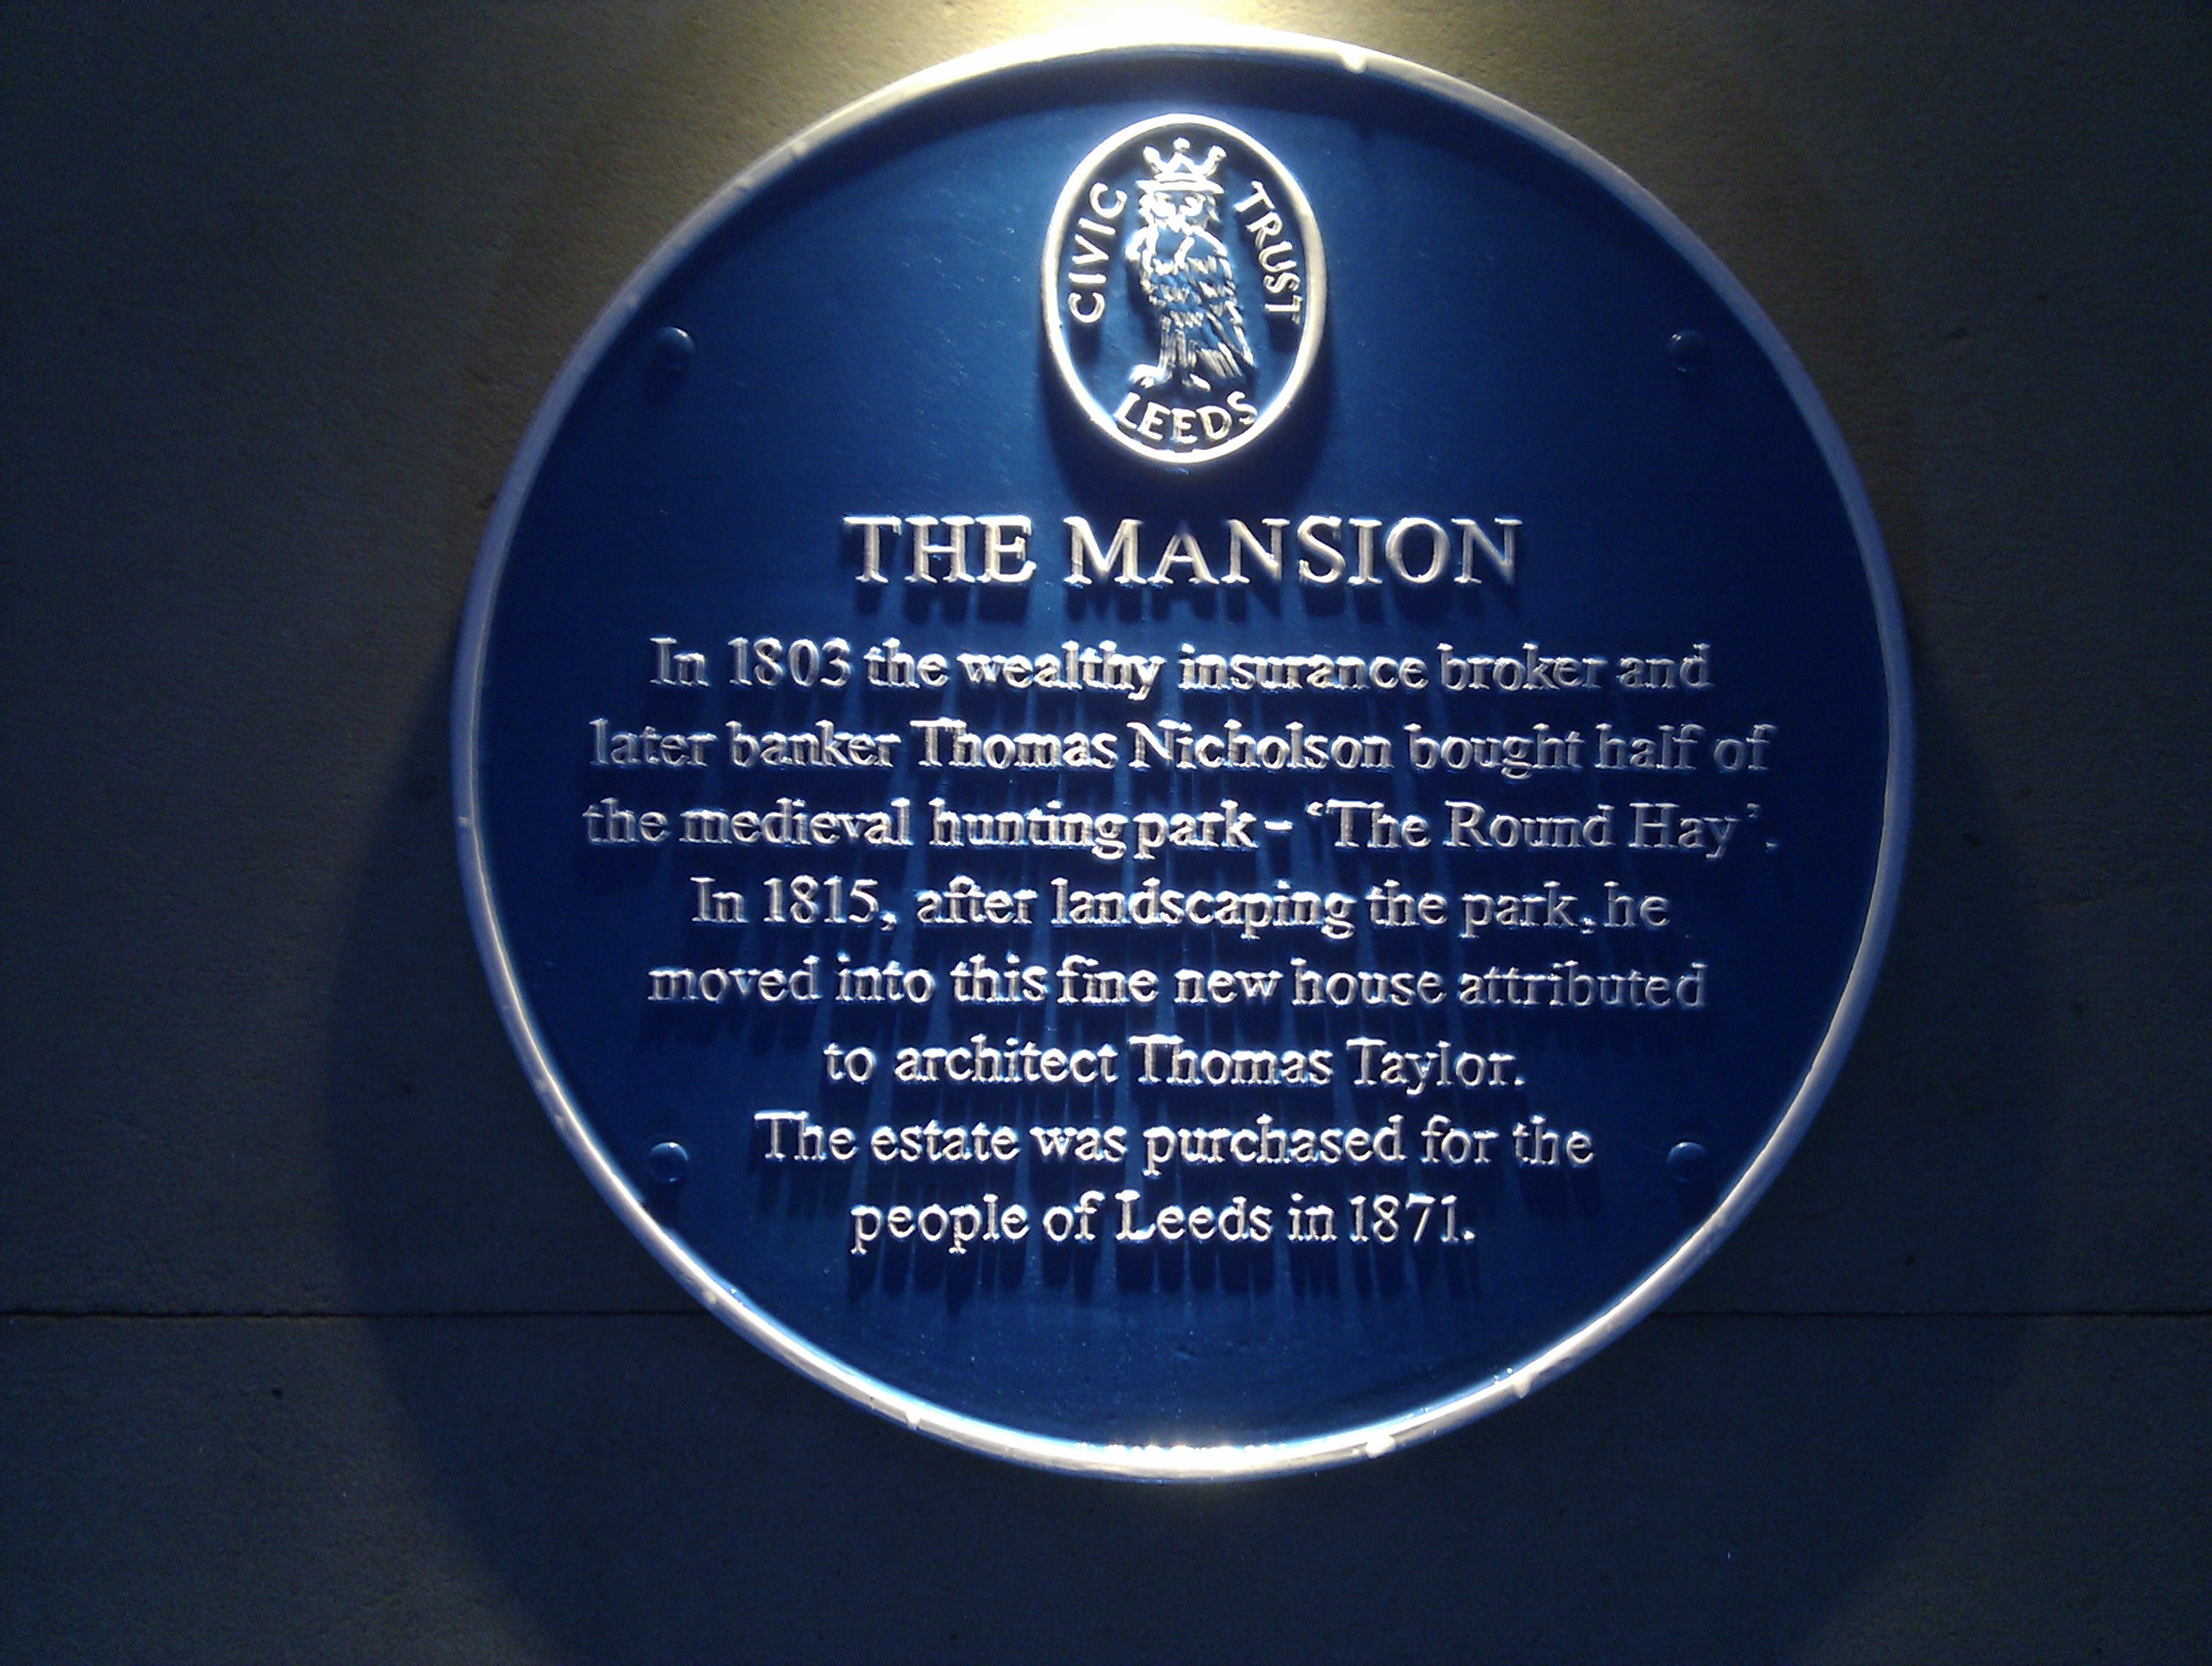 CIVIC TRUST
LEEDS
THE MANSION
In 1803 the wealthy insurance broker and
later banker Thomas Nicholson bought half of
the medieval hunting park – ‘The Round Hay’.
In 1815, after landscaping the park, he
moved into this fine new house attributed
to architect Thomas Taylor.
The estate was purchased for the
people of Leeds in 1871.